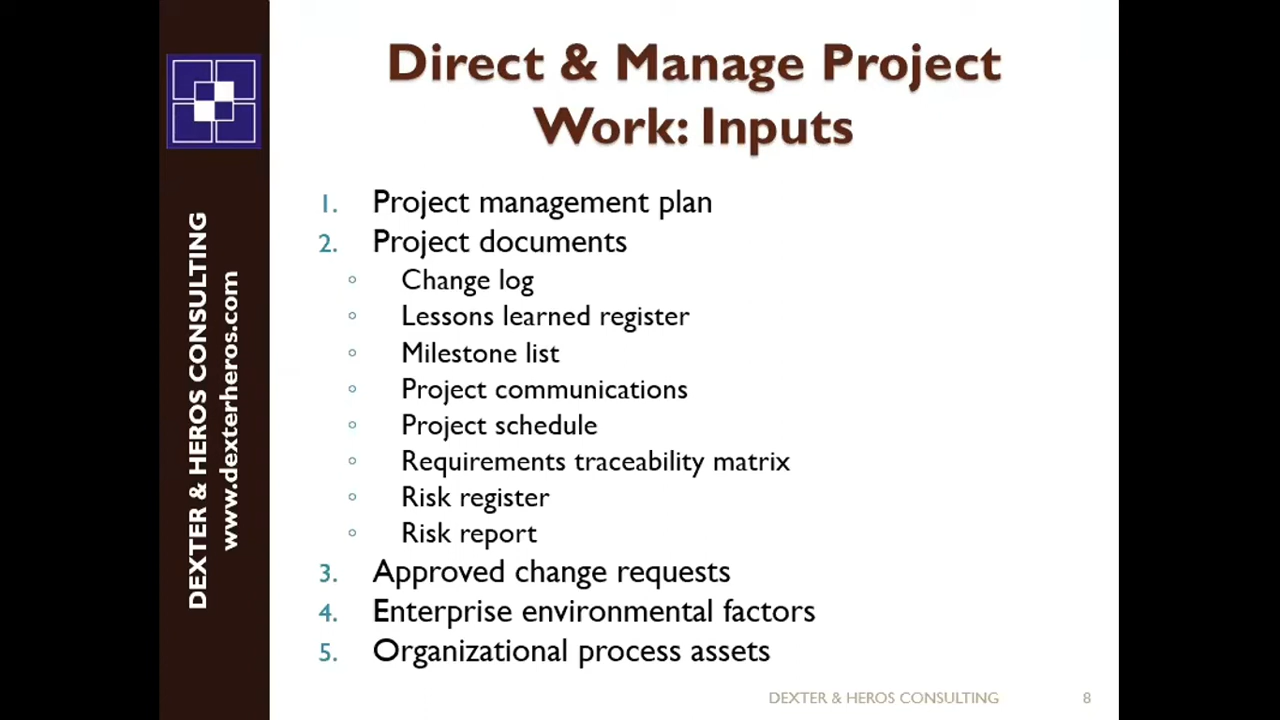 Direct & Manage Project
Work: Inputs
1. Project management plan
2. Project documents
◦ Change log
◦ Lessons learned register
◦ Milestone list
◦ Project communications
◦ Project schedule
◦ Requirements traceability matrix
◦ Risk register
◦ Risk report
3. Approved change requests
4. Enterprise environmental factors
5. Organizational process assets
DEXTER & HEROS CONSULTING
www.dexterheros.com
DEXTER & HEROS CONSULTING 8